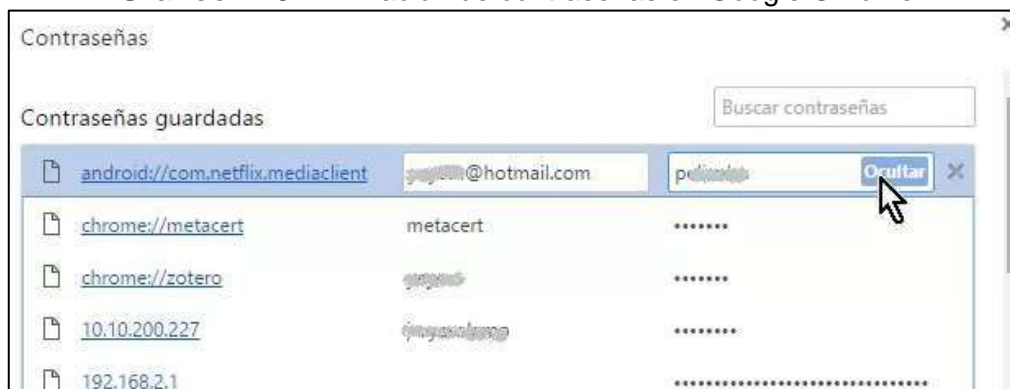 Contraseñas
Contraseñas guardadas
Buscar contraseñas
android://com.netflix.mediaclient @hotmail.com Ocultar
chrome://metacert metacert •••••••
chrome://zotero •••••••
10.10.200.227 ••••••••
192.168.2.1 ••••••••••••••••••••••••••••••